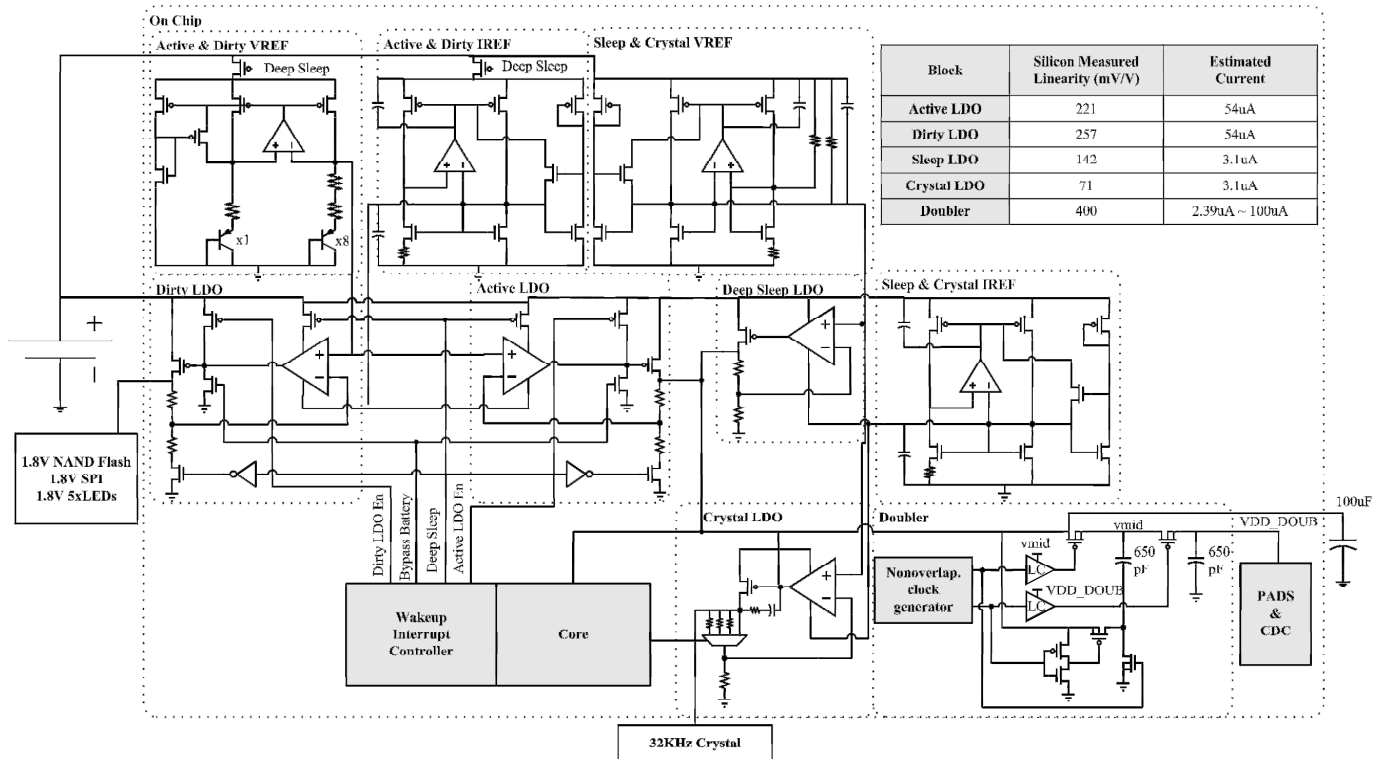 On Chip
Active & Dirty VREF
Deep Sleep
x1
x8
Active & Dirty IREF
Deep Sleep
Sleep & Crystal VREF
Block
Silicon Measured
Linearity (mV/V)
Estimated
Current
Active LDO
221
54uA
Dirty LDO
257
54uA
Sleep LDO
142
3.1uA
Crystal LDO
71
3.1uA
Doubler
400
2.39uA ~ 100uA
Dirty LDO
Active LDO
Deep Sleep LDO
Sleep & Crystal IREF
1.8V NAND Flash
1.8V SPI
1.8V 5xLEDs
Dirty LDO En
Bypass Battery
Deep Sleep
Active LDO En
Wakeup
Interrupt
Controller
Core
Crystal LDO
32KHz Crystal
Doubler
Nonoverlap.
clock
generator
vmid
LC
VDD_DOUB
LC
vmid
650
pF
650
pF
VDD_DOUB
100uF
PADS
&
CDC